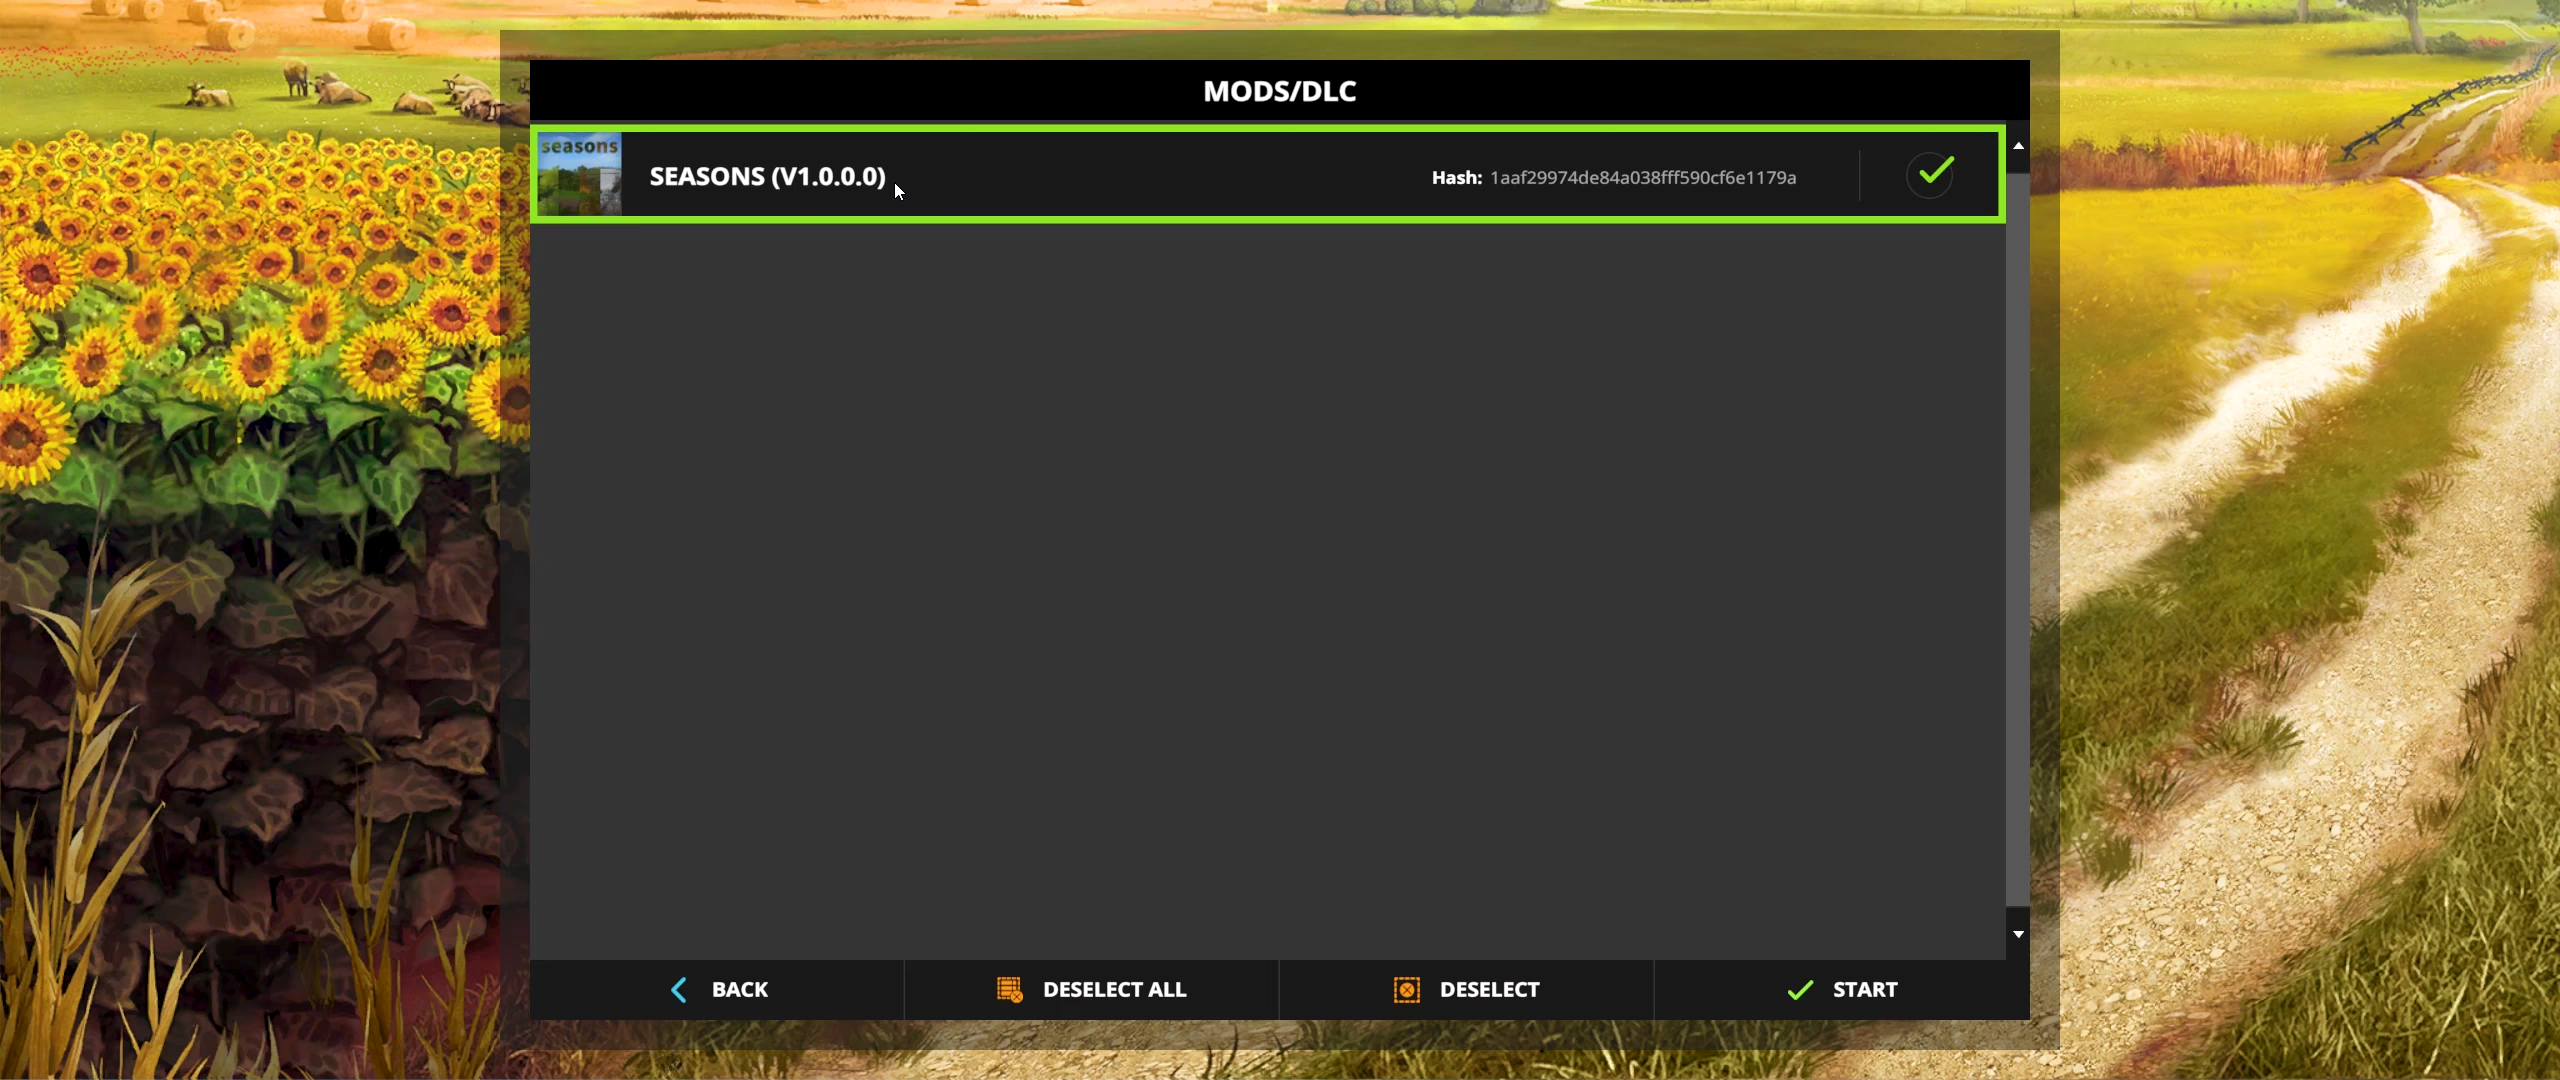 MODS/DLC
seasons
SEASONS (V1.0.0.0)
Hash: 1aaf29974de84a038fff590cf6e1179a
BACK
DESELECT ALL
DESELECT
START